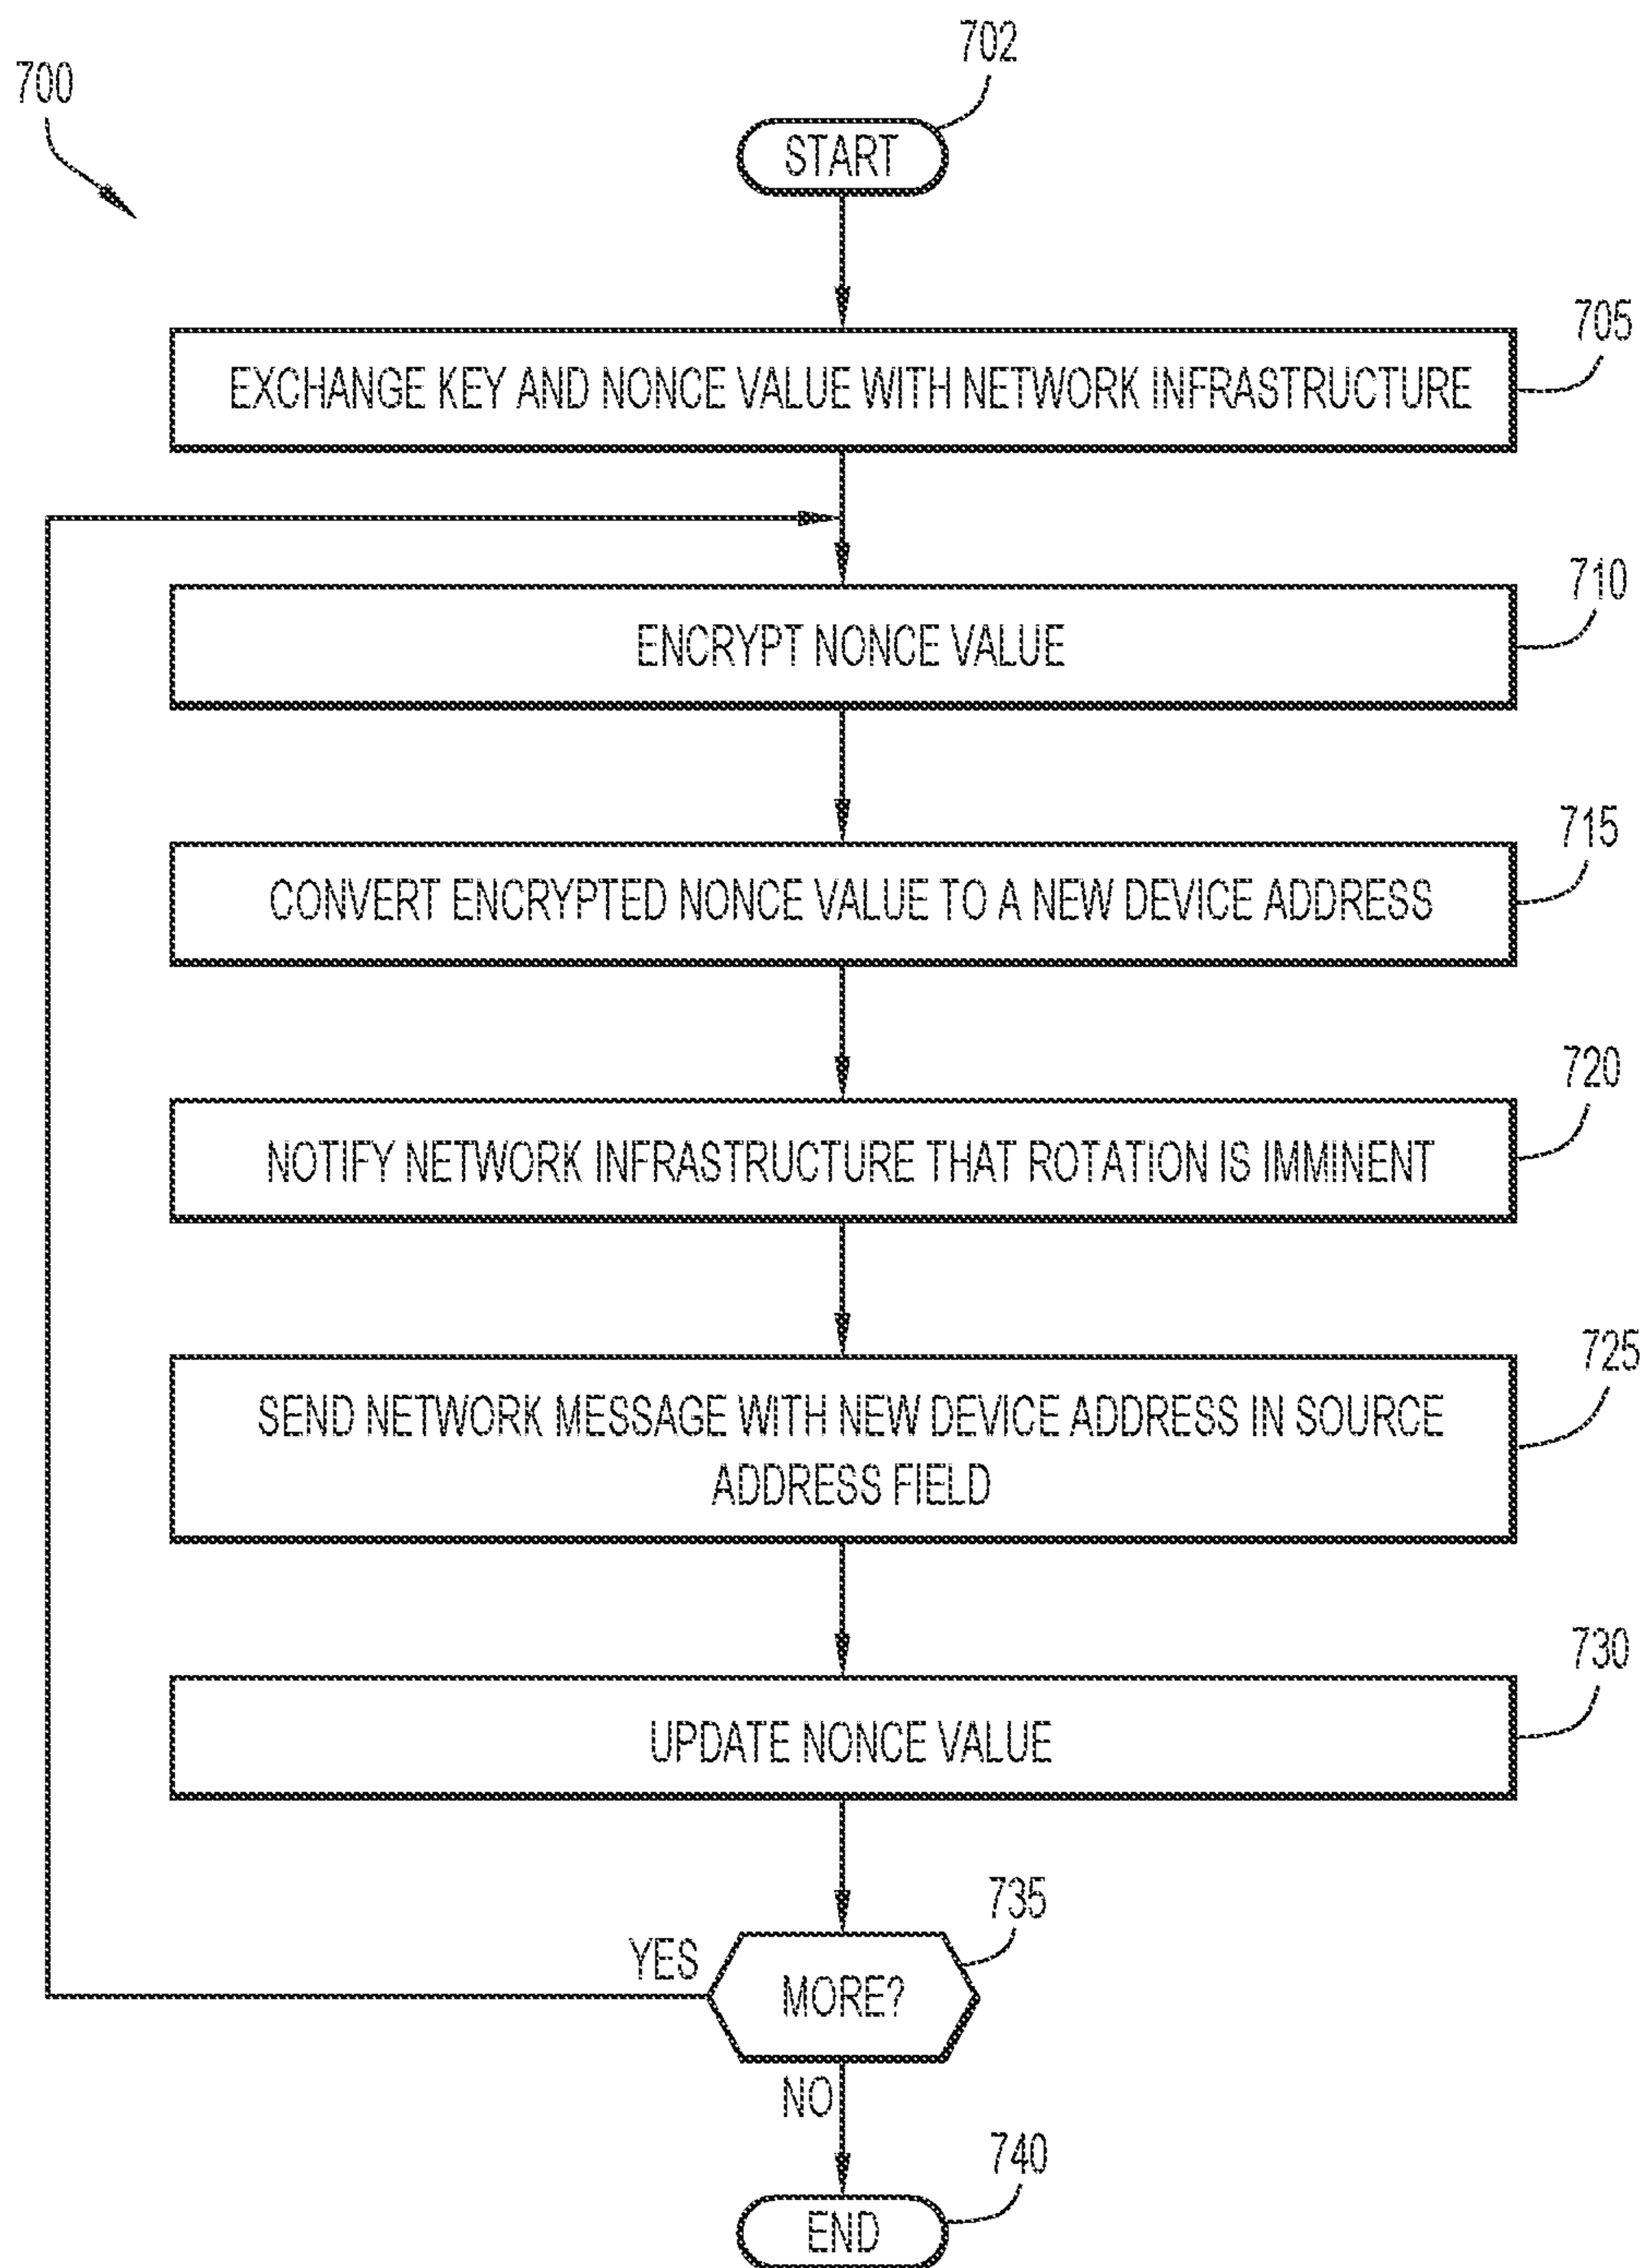 700
702
START
705
EXCHANGE KEY AND NONCE VALUE WITH NETWORK INFRASTRUCTURE
710
ENCRYPT NONCE VALUE
715
CONVERT ENCRYPTED NONCE VALUE TO A NEW DEVICE ADDRESS
720
NOTIFY NETWORK INFRASTRUCTURE THAT ROTATION IS IMMINENT
725
SEND NETWORK MESSAGE WITH NEW DEVICE ADDRESS IN SOURCE
ADDRESS FIELD
730
UPDATE NONCE VALUE
735
YES
MORE?
NO
740
END